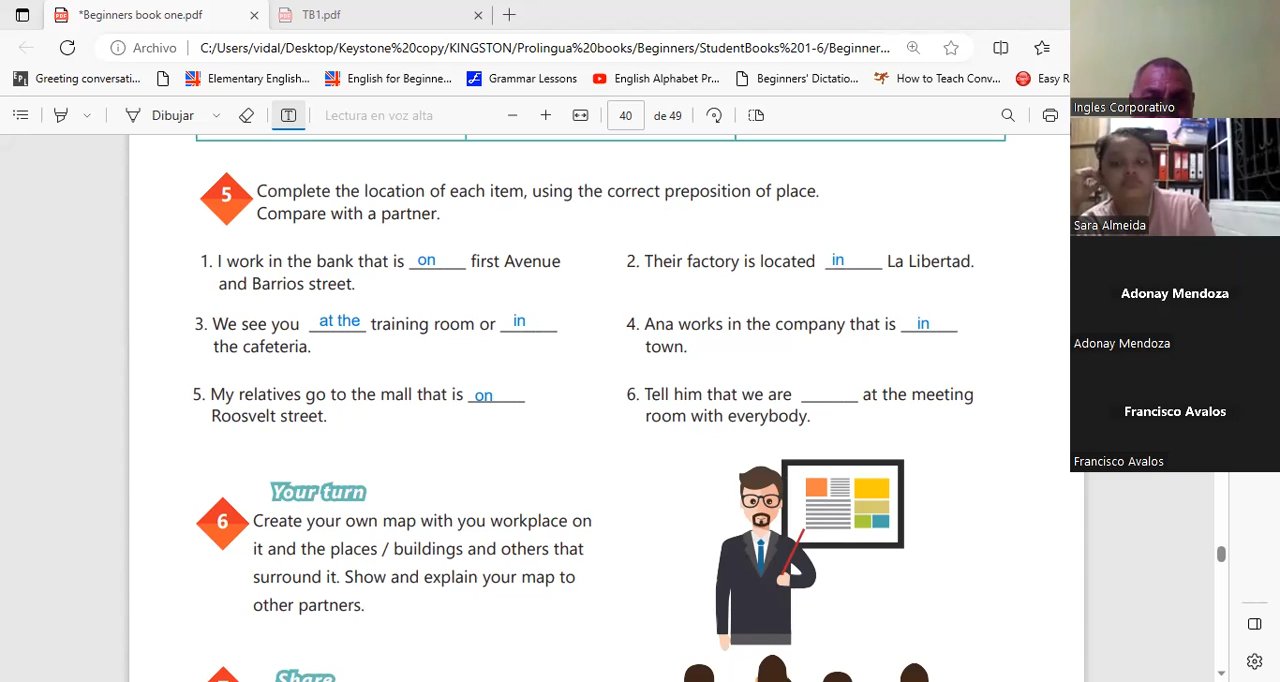 *Beginners book one.pdf
TB1.pdf
Archivo
C:/Users/vidal/Desktop/Keystone%20copy/KINGSTON/Prolingua%20books/Beginners/StudentBooks%201-6/Beginner...
Greeting conversati...
Elementary English...
English for Beginne...
Grammar Lessons
English Alphabet Pr...
Beginners' Dictatio...
How to Teach Conv...
Easy R
Dibujar
Lectura en voz alta
40
de 49
5
Complete the location of each item, using the correct preposition of place.
Compare with a partner.
1. I work in the bank that is on first Avenue
and Barrios street.
2. Their factory is located in La Libertad.
3. We see you at the training room or in
the cafeteria.
4. Ana works in the company that is in
town.
5. My relatives go to the mall that is on
Roosvelt street.
6. Tell him that we are ______ at the meeting
room with everybody.
Your turn
6
Create your own map with you workplace on
it and the places / buildings and others that
surround it. Show and explain your map to
other partners.
Share
Ingles Corporativo
Sara Almeida
Adonay Mendoza
Adonay Mendoza
Francisco Avalos
Francisco Avalos